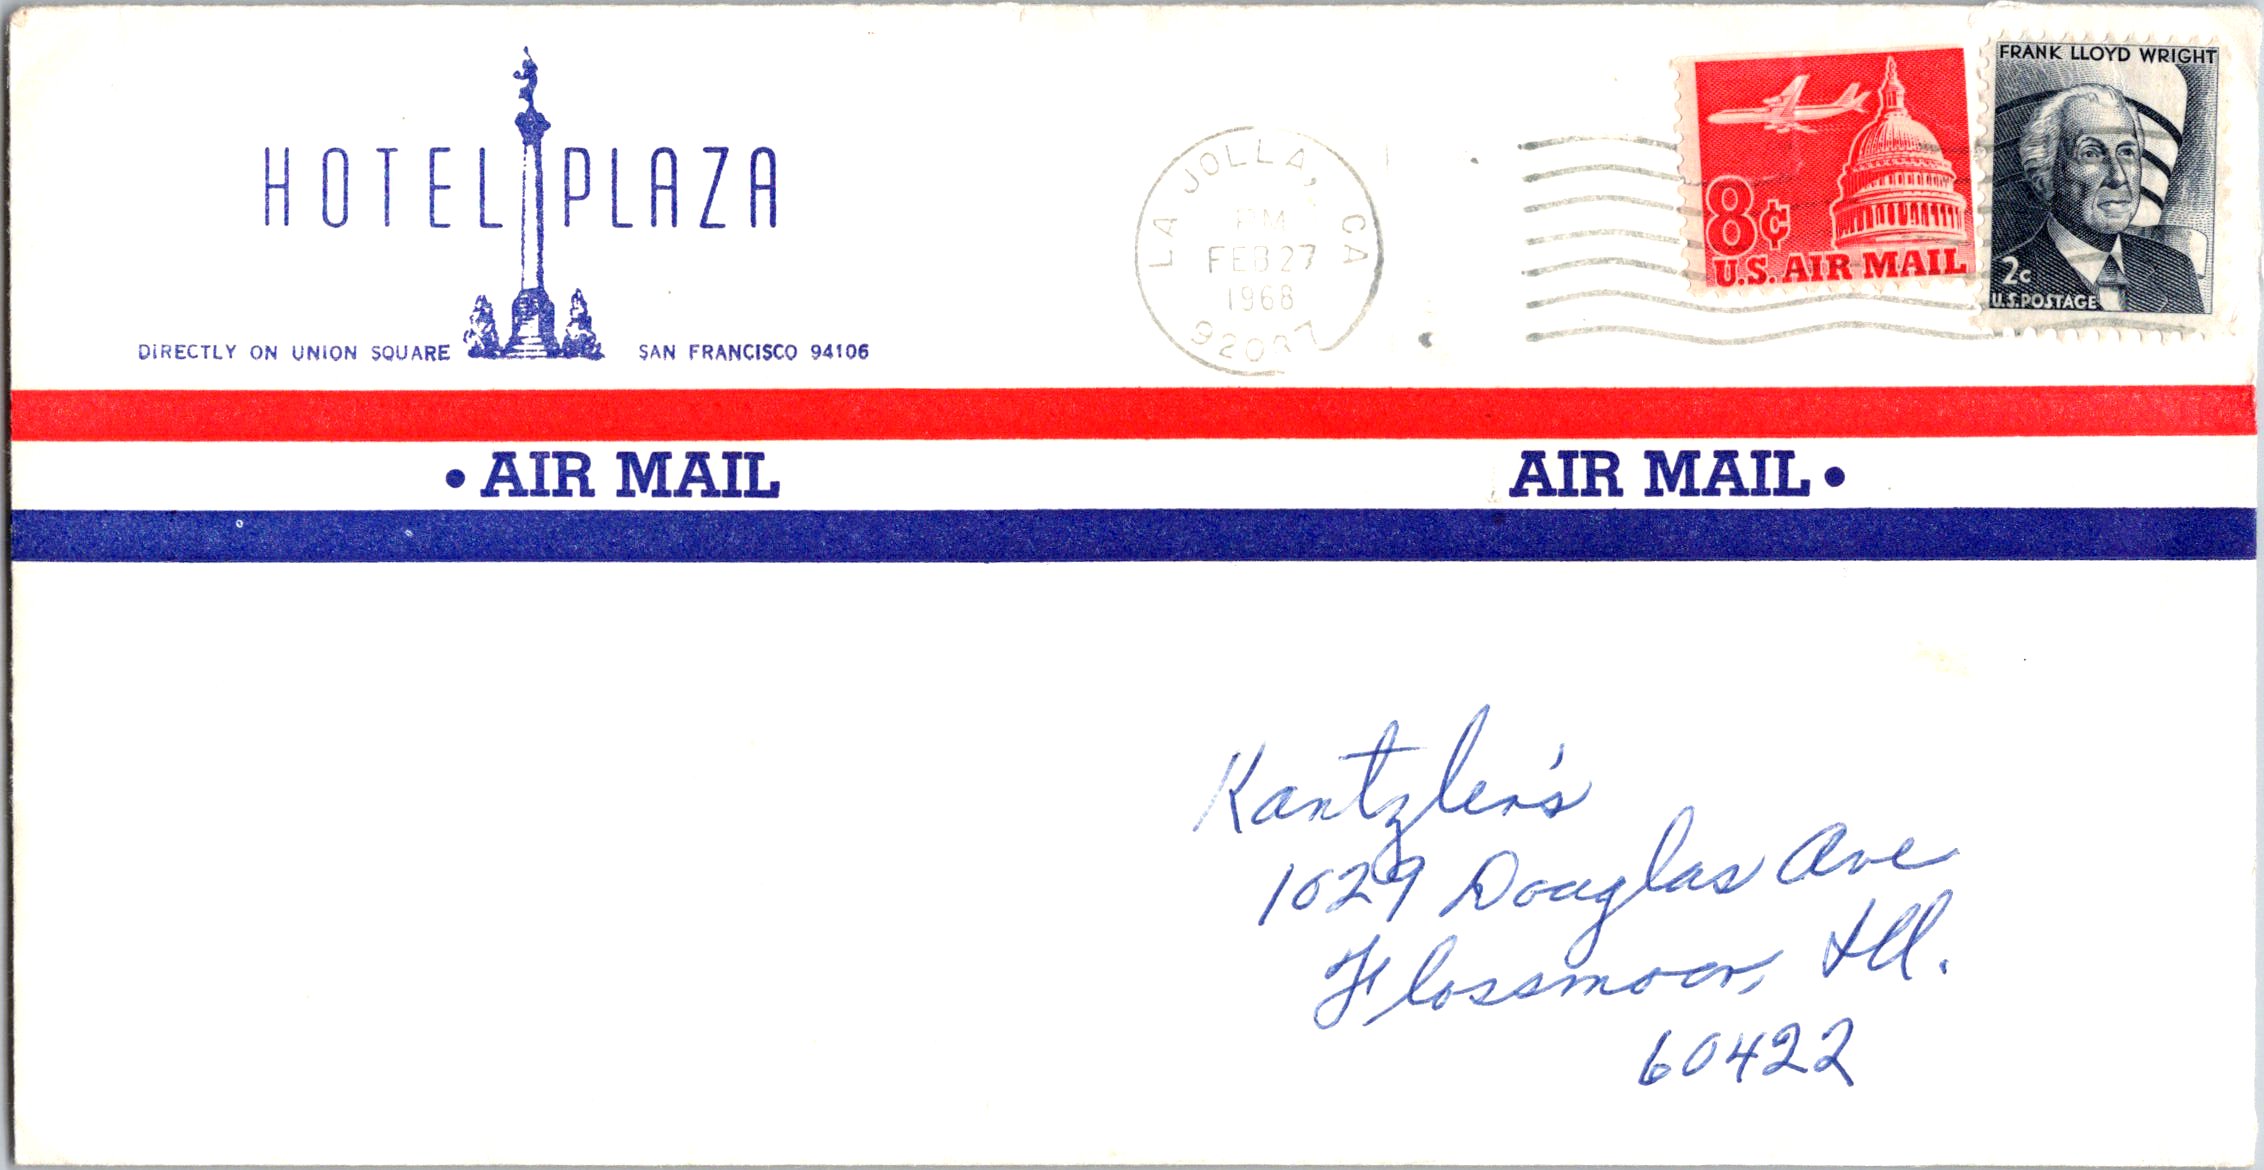 HOTEL PLAZA
DIRECTLY ON UNION SQUARE SAN FRANCISCO 94106
LA JOLLA, CA
PM
FEB 27
1968
92037
8¢
U.S. AIR MAIL
FRANK LLOYD WRIGHT
2c
U.S. POSTAGE
• AIR MAIL
AIR MAIL •
Kantzler's
1029 Douglas Ave
Flossmoor, Ill.
60422